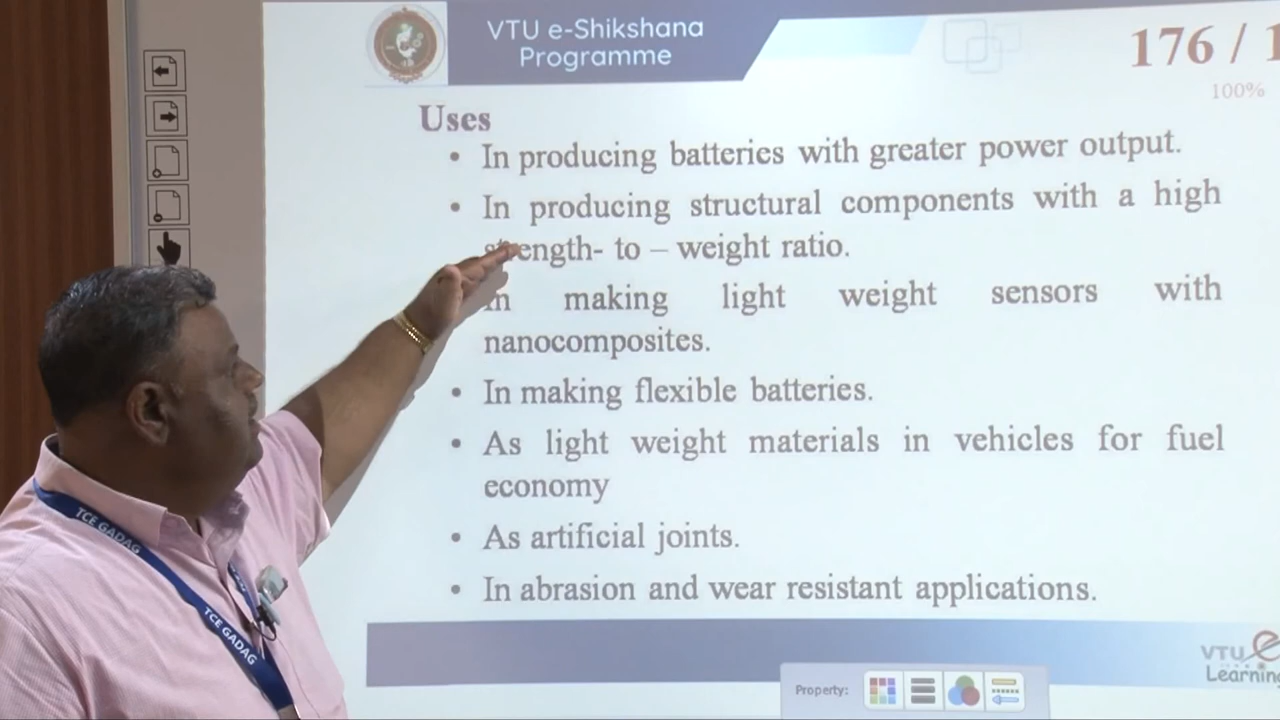 VTU e-Shikshana
Programme
176 / 1
100%
Uses
• In producing batteries with greater power output.
• In producing structural components with a high
strength- to – weight ratio.
In making light weight sensors with
nanocomposites.
• In making flexible batteries.
• As light weight materials in vehicles for fuel
economy
• As artificial joints.
• In abrasion and wear resistant applications.
TCE GADAG
TCE GADAG
VTU e
Learning
Property: